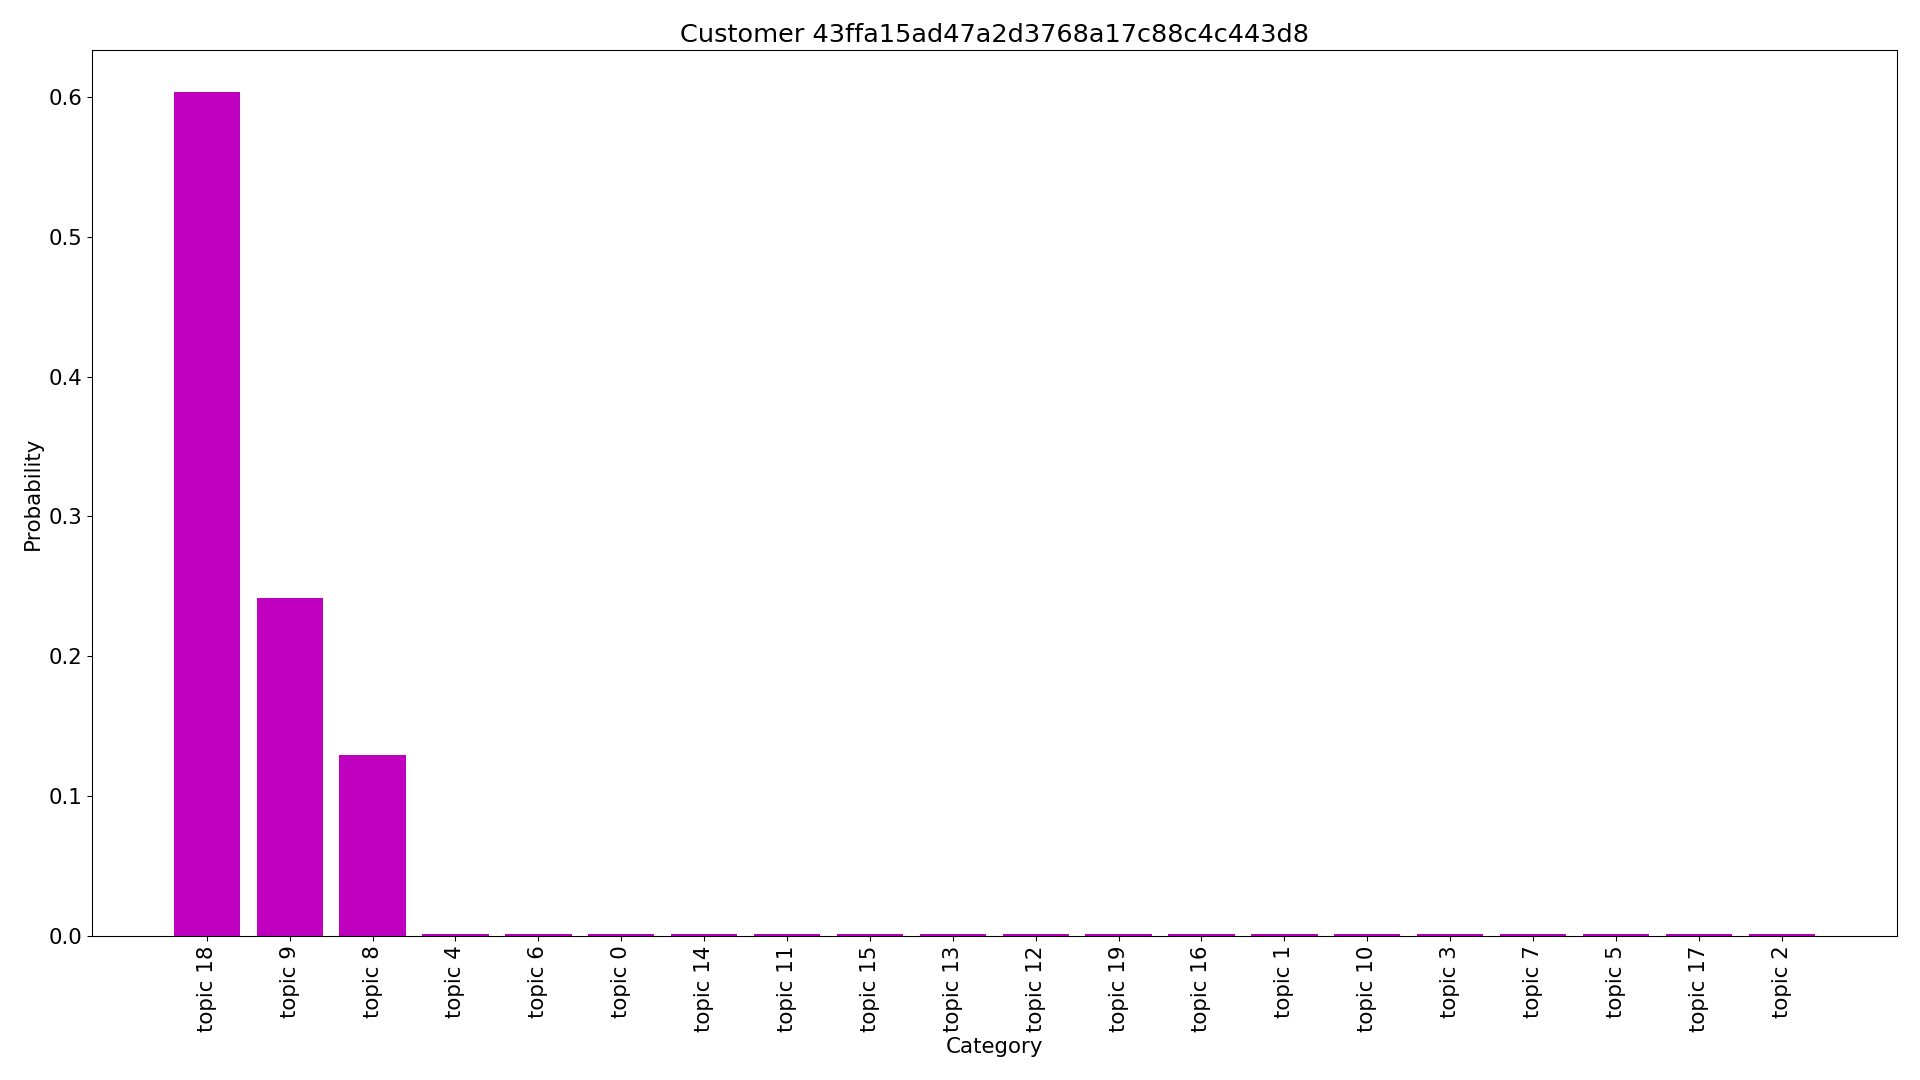 Customer 43ffa15ad47a2d3768a17c88c4c443d8
0.6
0.5
0.4
0.3
0.2
0.1
0.0
Probability
topic 18
topic 9
topic 8
topic 4
topic 6
topic 0
topic 14
topic 11
topic 15
topic 13
topic 12
topic 19
topic 16
topic 1
topic 10
topic 3
topic 7
topic 5
topic 17
topic 2
Category